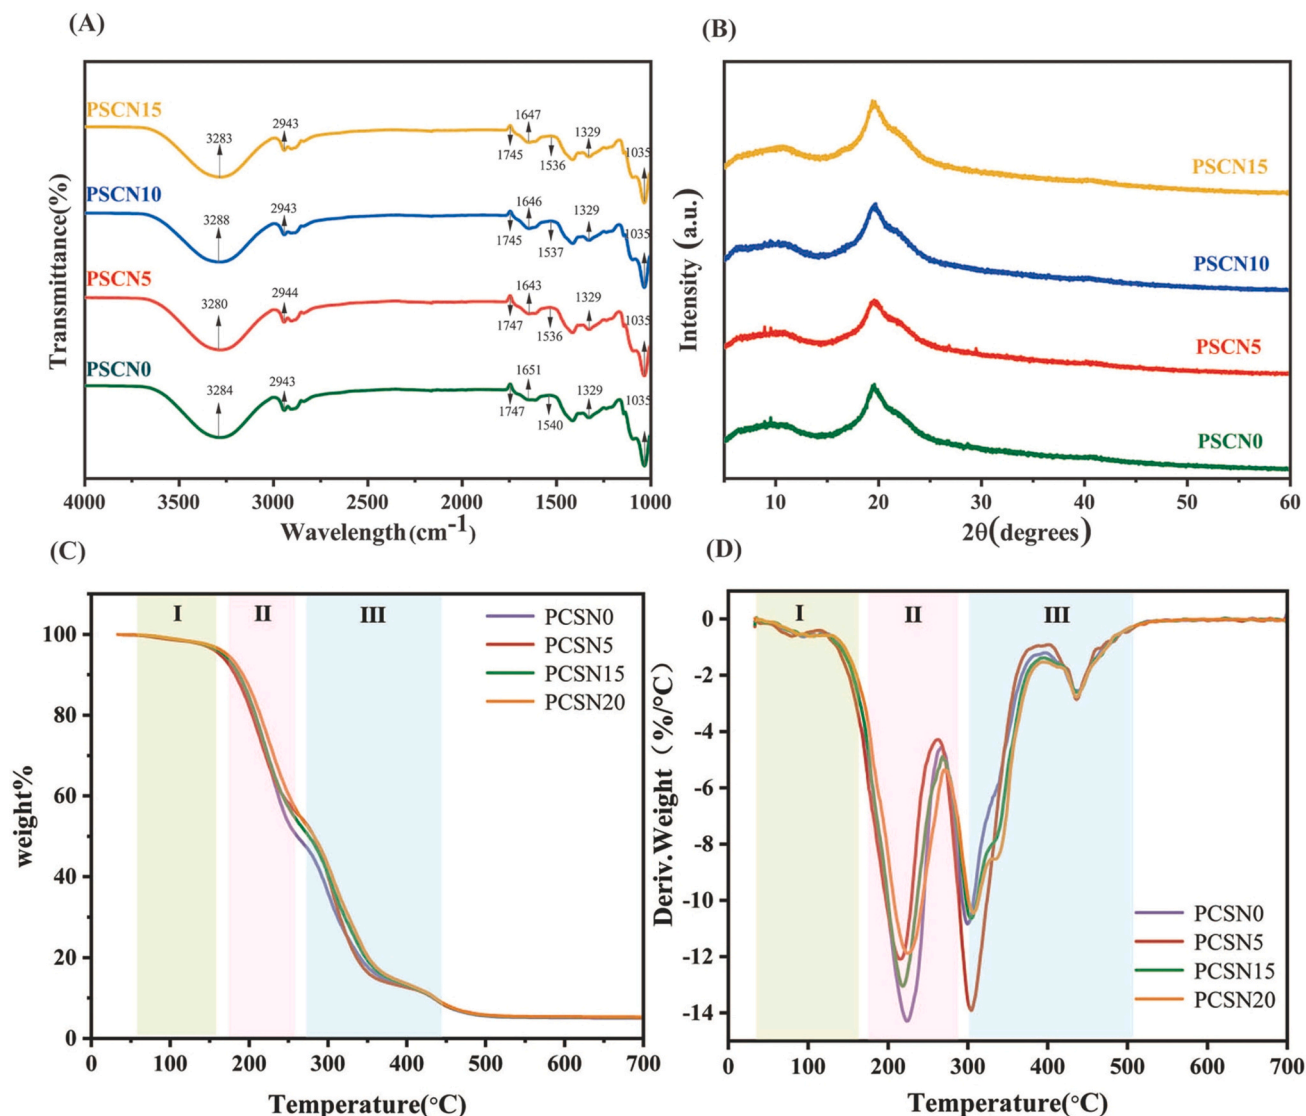 (A)
PSCN15
3283
2943
1745
1647
1536
1329
1035
PSCN10
3288
2943
1745
1646
1537
1329
1035
PSCN5
3280
2944
1747
1643
1536
1329
1035
PSCN0
3284
2943
1747
1651
1540
1329
1035
Transmittance(%)
4000 3500 3000 2500 2000 1500 1000
Wavelength(cm-1)
(B)
PSCN15
PSCN10
PSCN5
PSCN0
Intensity (a.u.)
10 20 30 40 50 60
2θ(degrees)
(C)
I II III
PCSN0
PCSN5
PCSN15
PCSN20
100
80
60
40
20
0
weight%
0 100 200 300 400 500 600 700
Temperature(°C)
(D)
I II III
0
-2
-4
-6
-8
-10
-12
-14
Deriv.Weight (%/°C)
PCSN0
PCSN5
PCSN15
PCSN20
0 100 200 300 400 500 600 700
Temperature(°C)